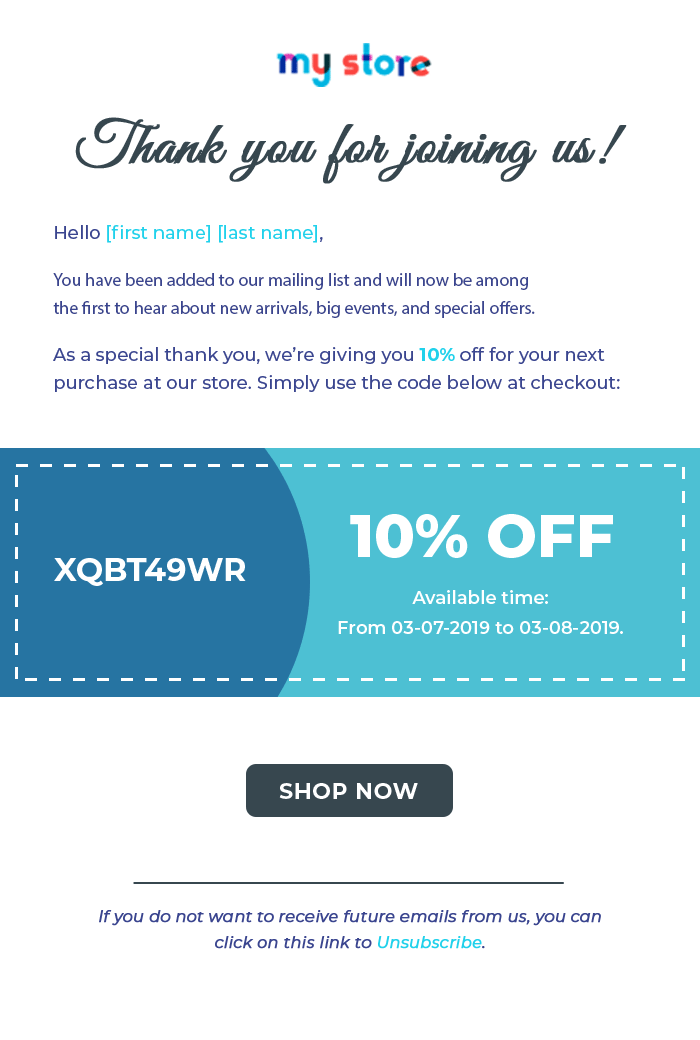 my store
Thank you for joining us!
Hello [first name] [last name],
You have been added to our mailing list and will now be among
the first to hear about new arrivals, big events, and special offers.
As a special thank you, we’re giving you 10% off for your next
purchase at our store. Simply use the code below at checkout:
XQBT49WR
10% OFF
Available time:
From 03-07-2019 to 03-08-2019.
SHOP NOW
If you do not want to receive future emails from us, you can
click on this link to Unsubscribe.